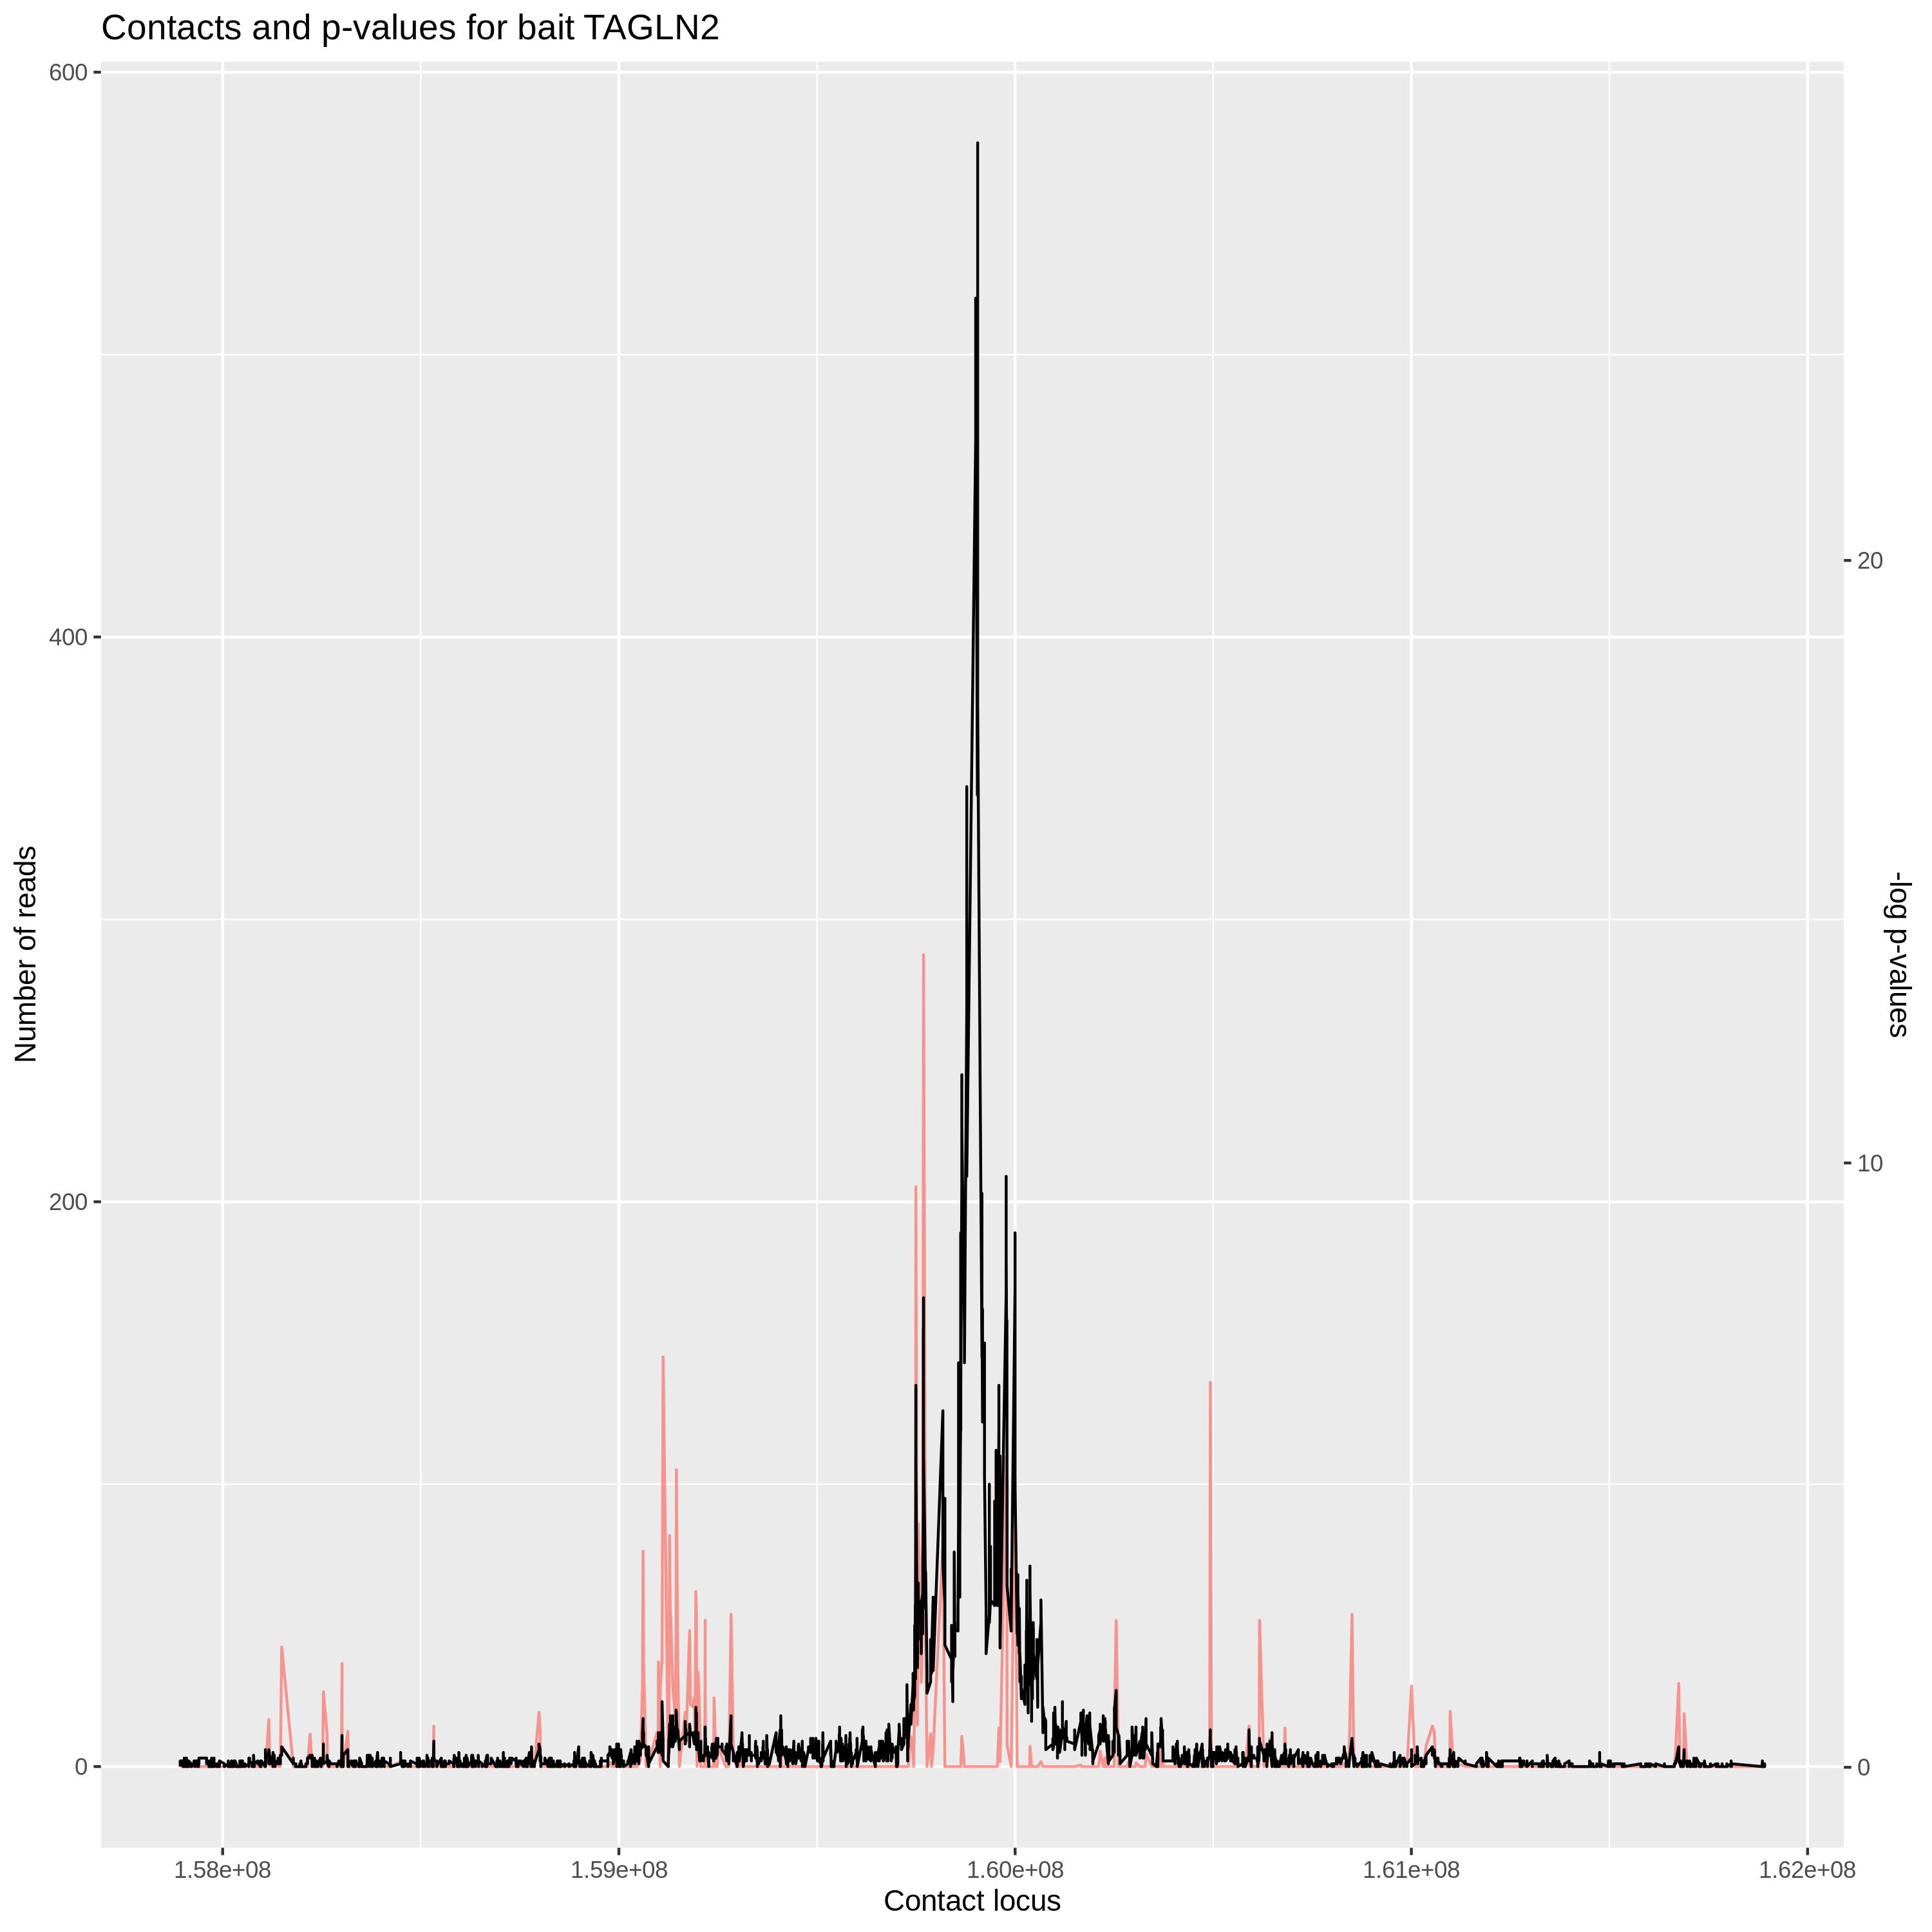 Contacts and p-values for bait TAGLN2
600
400
200
0
Number of reads
20
10
0
-log p-values
1.58e+08 1.59e+08 1.60e+08 1.61e+08 1.62e+08
Contact locus